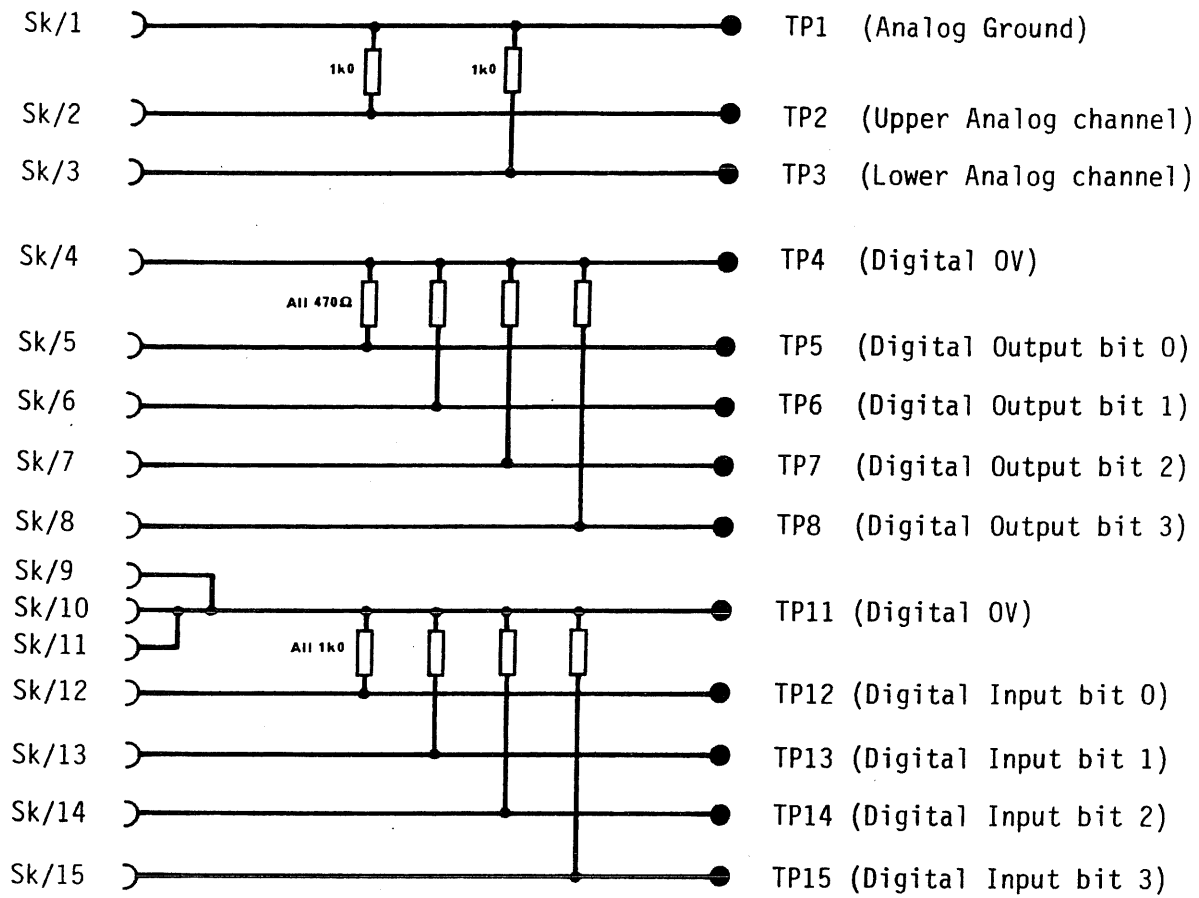 Sk/1 TP1 (Analog Ground)
1k0 1k0
Sk/2 TP2 (Upper Analog channel)
Sk/3 TP3 (Lower Analog channel)
Sk/4 TP4 (Digital 0V)
All 470Ω
Sk/5 TP5 (Digital Output bit 0)
Sk/6 TP6 (Digital Output bit 1)
Sk/7 TP7 (Digital Output bit 2)
Sk/8 TP8 (Digital Output bit 3)
Sk/9
Sk/10 TP11 (Digital 0V)
Sk/11
All 1k0
Sk/12 TP12 (Digital Input bit 0)
Sk/13 TP13 (Digital Input bit 1)
Sk/14 TP14 (Digital Input bit 2)
Sk/15 TP15 (Digital Input bit 3)